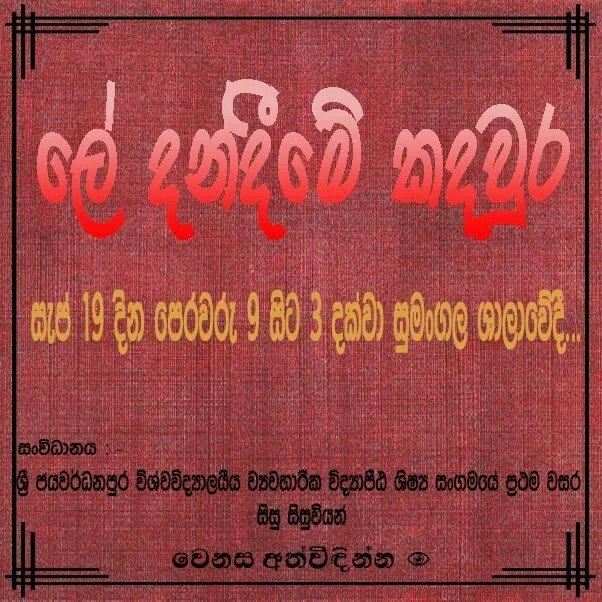 ලේ දන්දීමේ කඳවුර
සැප් 19 දින පෙරවරු 9 සිට 3 දක්වා සුමංගල ශාලාවේදී...
සංවිධානය : -
ශ්‍රී ජයවර්ධනපුර විශ්වවිද්‍යාලයීය ව්‍යවහාරික විද්‍යාපීඨ ශිෂ්‍ය සංගමයේ ප්‍රථම වසර
සිසු සිසුවියන්
වෙනස අත්විඳින්න